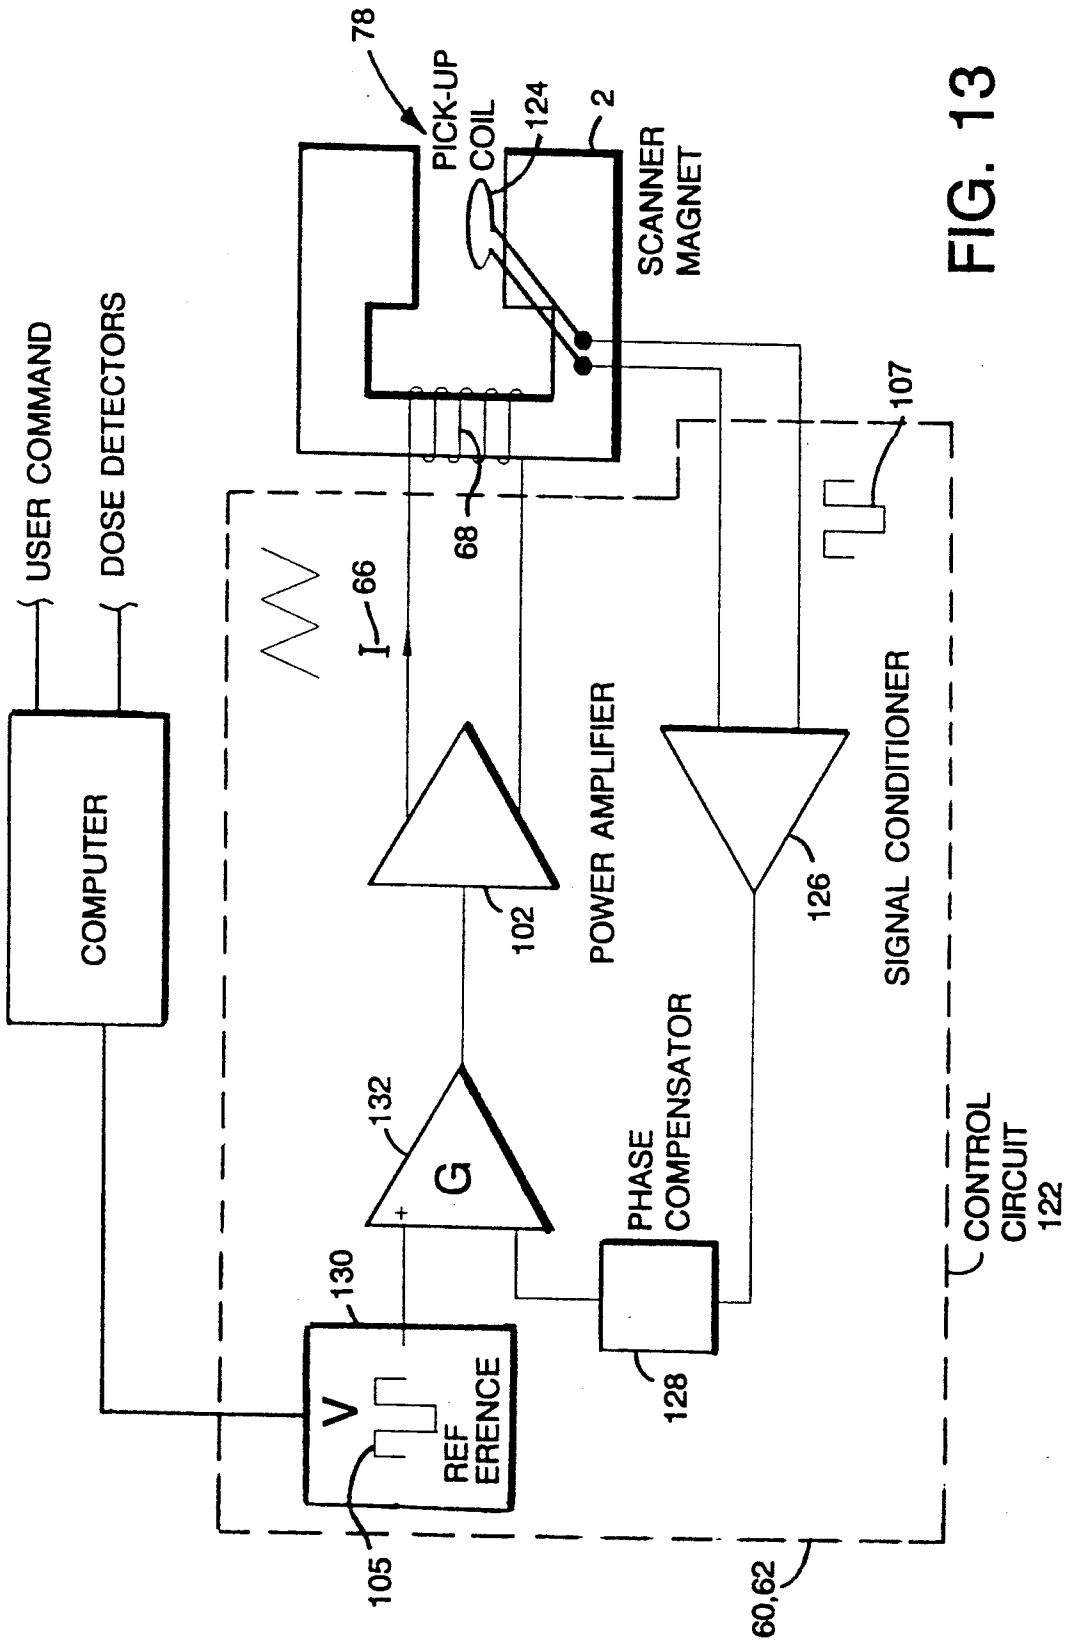 USER COMMAND
DOSE DETECTORS
COMPUTER
78
PICK-UP
COIL
124
2
SCANNER
MAGNET
68
I
66
102
POWER AMPLIFIER
132
G
+
130
V
REF
ERENCE
105
PHASE
COMPENSATOR
128
126
SIGNAL CONDITIONER
107
CONTROL
CIRCUIT
122
60,62
FIG. 13